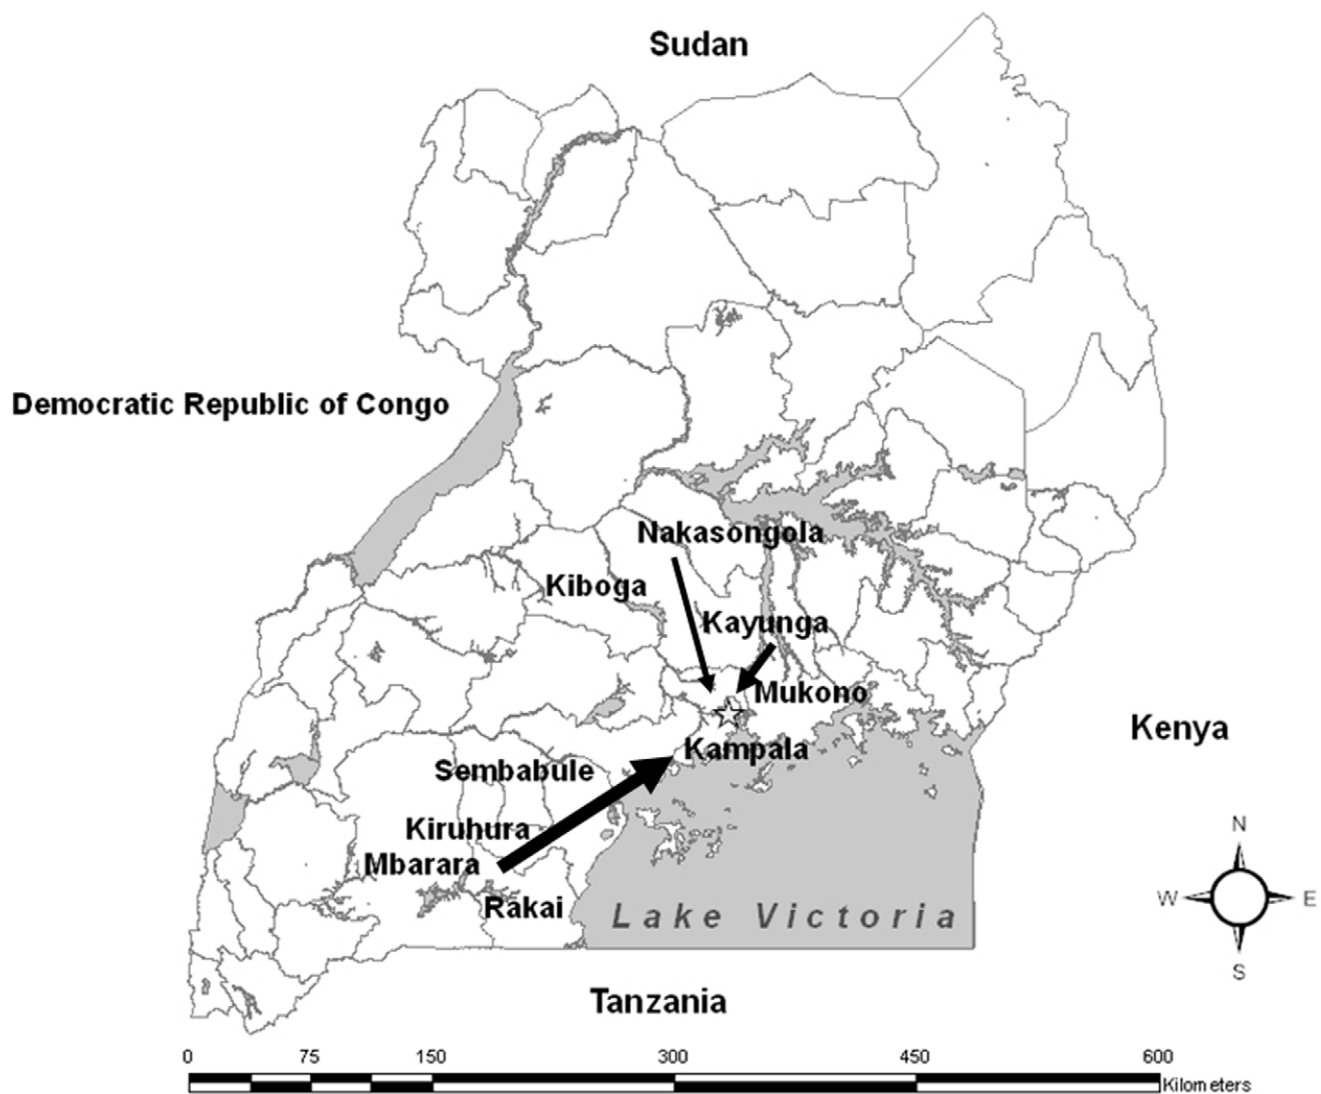 Sudan
Democratic Republic of Congo
Nakasongola
Kiboga
Kayunga
Mukono
Kenya
Kampala
Sembabule
Kiruhura
Mbarara
Rakai
Lake Victoria
N
W
E
S
Tanzania
0 75 150 300 450 600
Kilometers